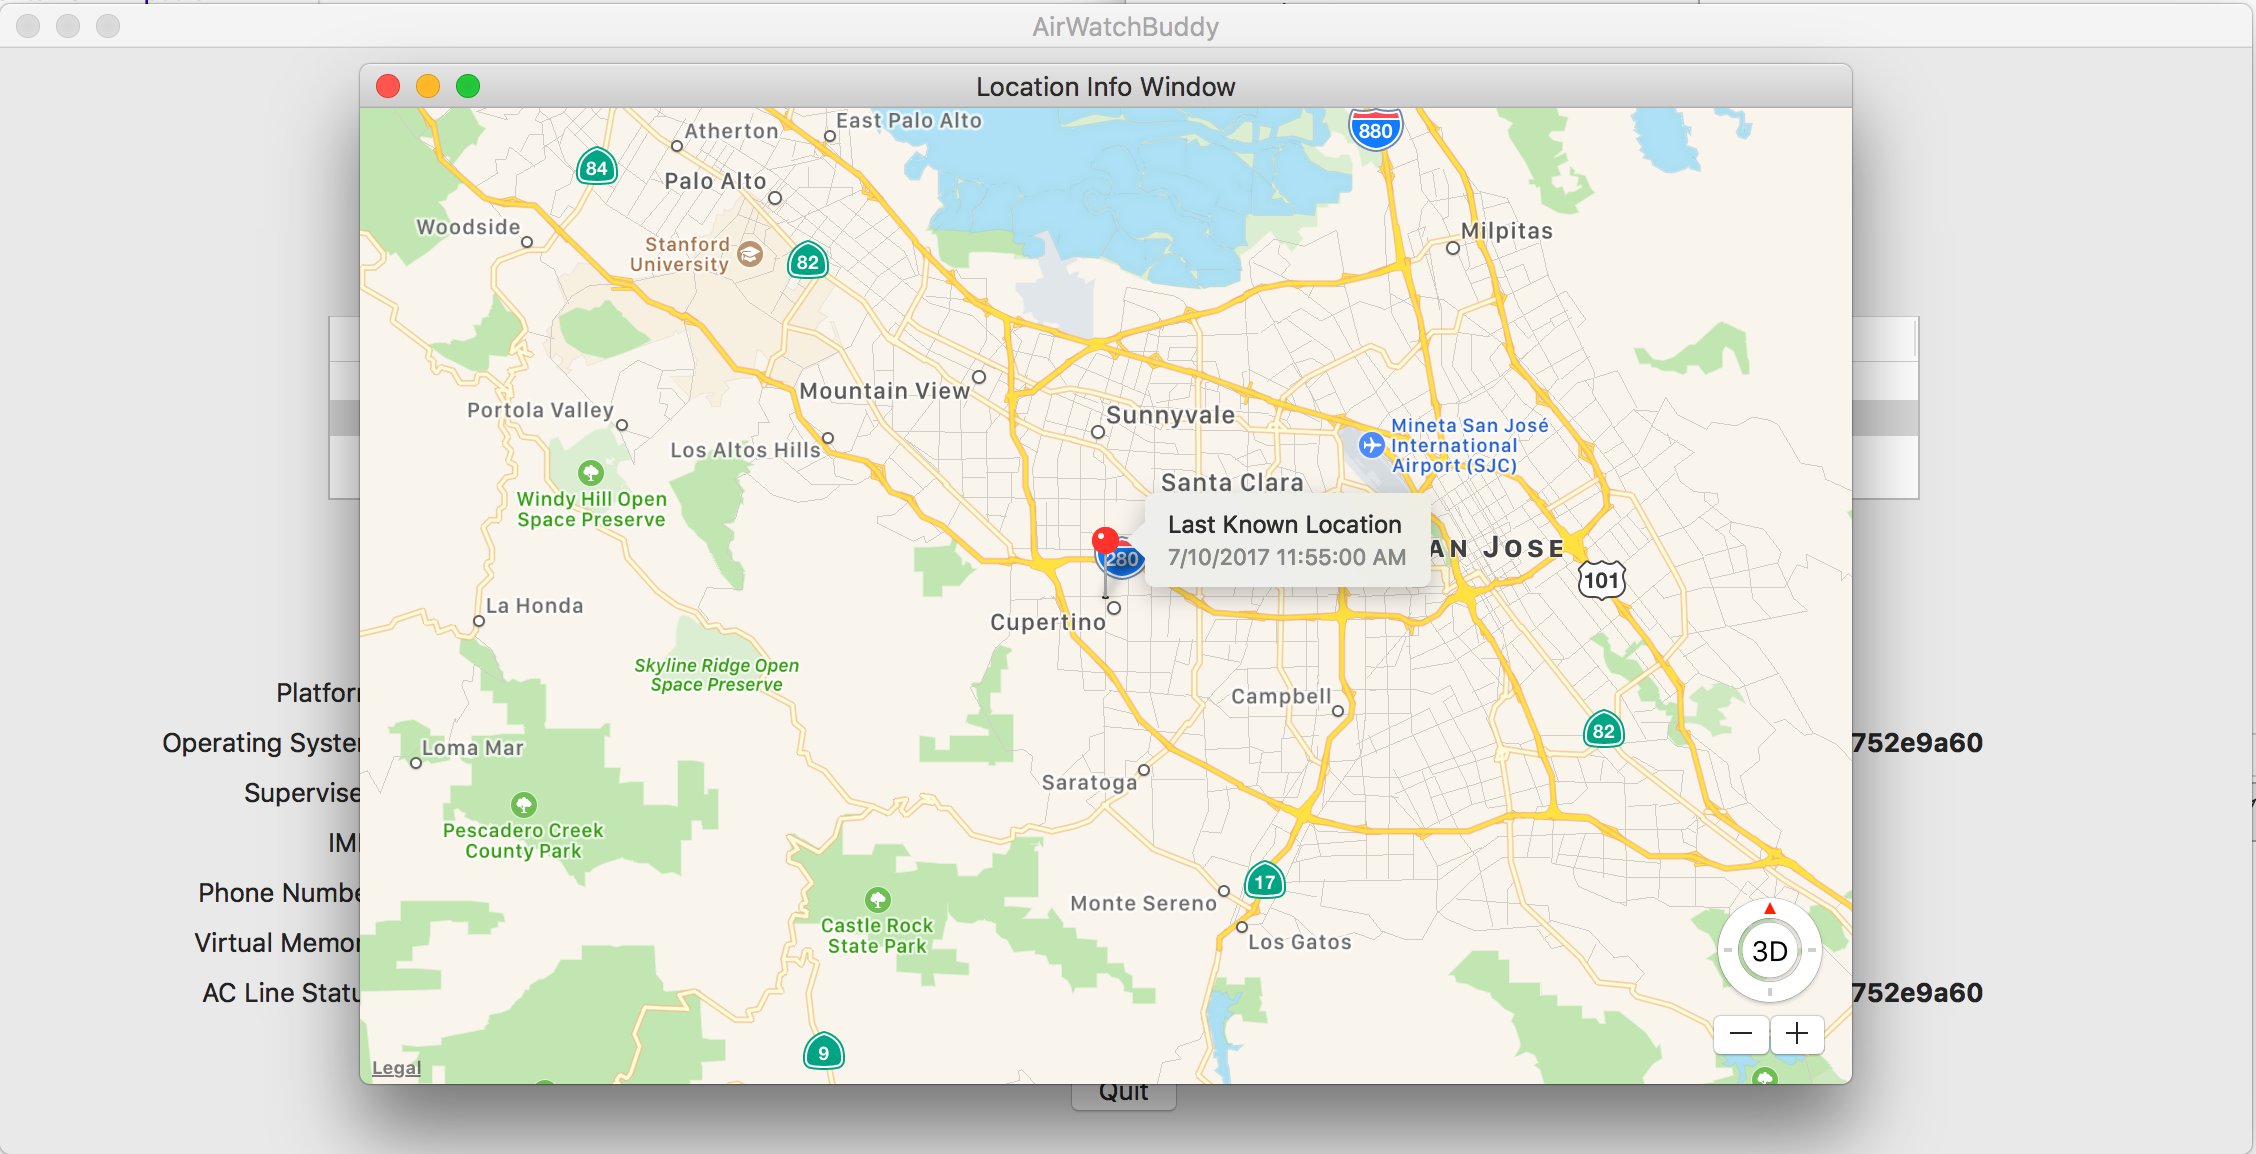 AirWatchBuddy
Location Info Window
East Palo Alto
880
Atherton
84
Palo Alto
Woodside
Milpitas
Stanford
University
82
Mountain View
Portola Valley
Sunnyvale
Mineta San José
International
Airport (SJC)
Los Altos Hills
Santa Clara
Windy Hill Open
Space Preserve
Last Known Location
7/10/2017 11:55:00 AM
280
AN JOSE
101
La Honda
Cupertino
Skyline Ridge Open
Space Preserve
Platfor
Campbell
82
Operating Syste
Loma Mar
752e9a60
Saratoga
Supervise
Pescadero Creek
County Park
IM
17
Phone Numbe
Monte Sereno
Castle Rock
State Park
Virtual Memor
Los Gatos
3D
AC Line Statu
752e9a60
9
Legal
Quit